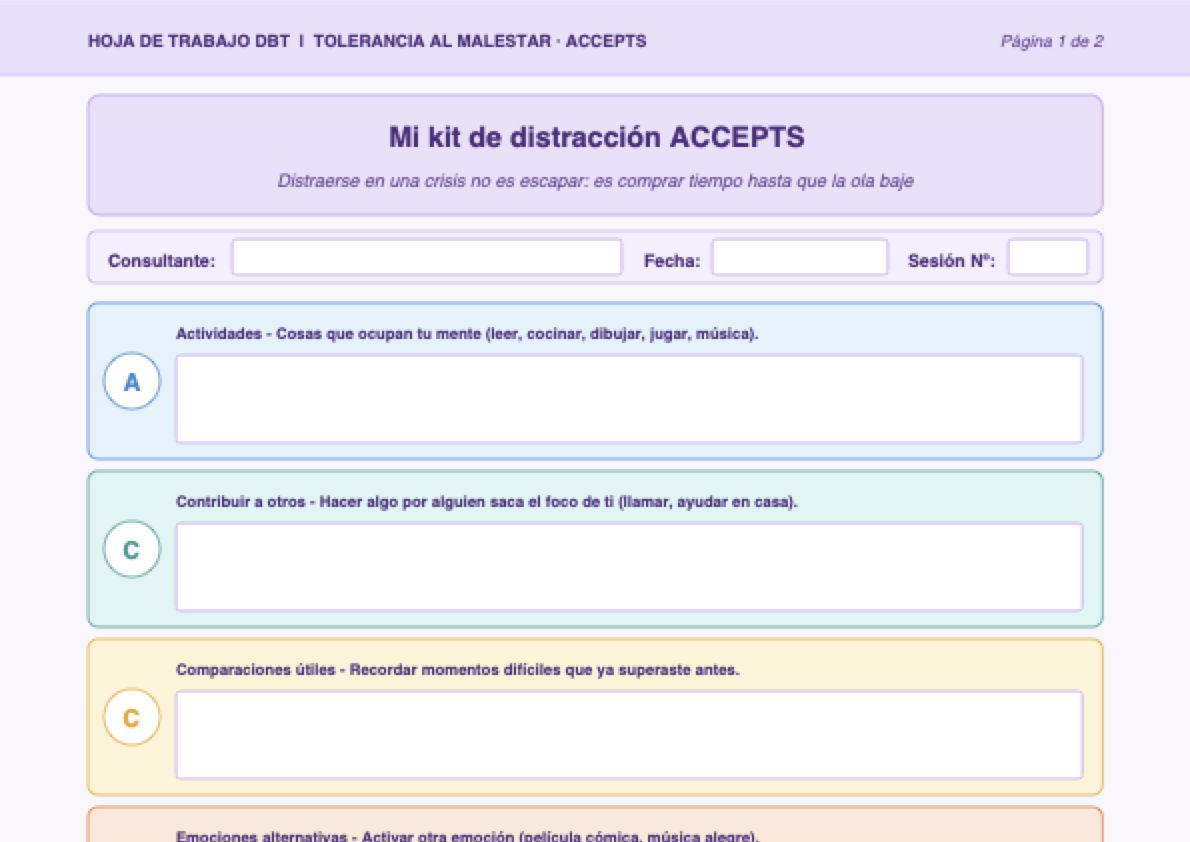 HOJA DE TRABAJO DBT | TOLERANCIA AL MALESTAR · ACCEPTS
Página 1 de 2
Mi kit de distracción ACCEPTS
Distraerse en una crisis no es escapar: es comprar tiempo hasta que la ola baje
Consultante:
Fecha:
Sesión Nº:
Actividades - Cosas que ocupan tu mente (leer, cocinar, dibujar, jugar, música).
A
Contribuir a otros - Hacer algo por alguien saca el foco de ti (llamar, ayudar en casa).
C
Comparaciones útiles - Recordar momentos difíciles que ya superaste antes.
C
Emociones alternativas - Activar otra emoción (película cómica, música alegre).